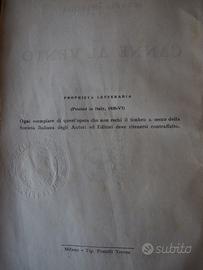 PROPRIETÀ LETTERARIA
(Printed in Italy, 1928-VI)
Ogni esemplare di quest'opera che non rechi il timbro a secco della
Società Italiana degli Autori ed Editori deve ritenersi contraffatto.
Milano - Tip. Fratelli Treves
subito